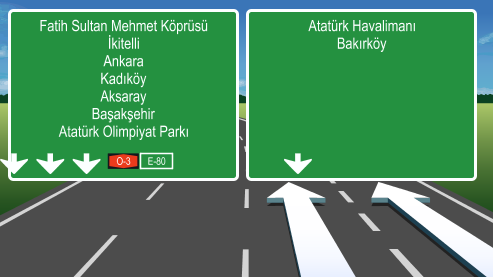 Fatih Sultan Mehmet Köprüsü
İkitelli
Ankara
Kadıköy
Aksaray
Başakşehir
Atatürk Olimpiyat Parkı
O-3 E-80
Atatürk Havalimanı
Bakırköy